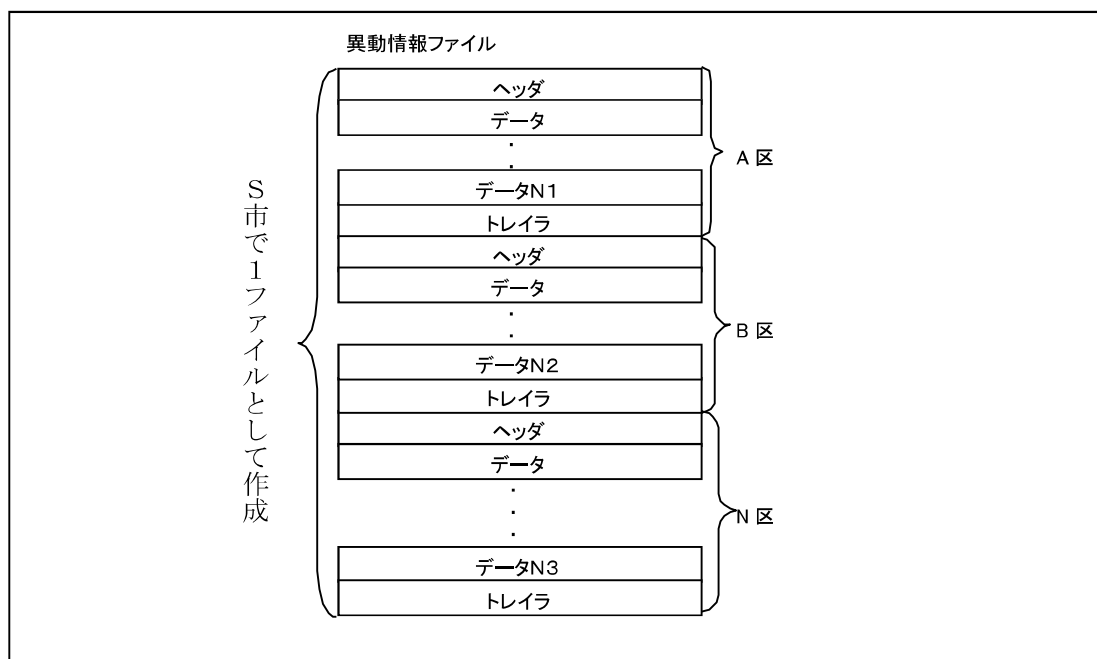 異動情報ファイル
ヘッダ
データ
データN1
トレイラ
A 区
ヘッダ
データ
データN2
トレイラ
B 区
ヘッダ
データ
データN3
トレイラ
N 区
S市で1ファイルとして作成